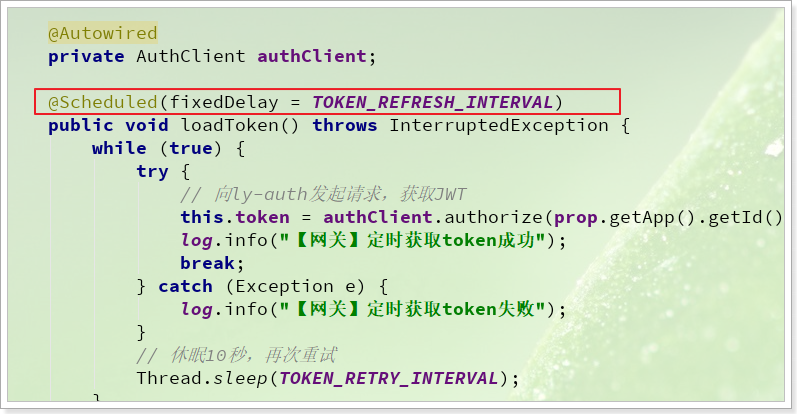 @Autowired
private AuthClient authClient;
@Scheduled(fixedDelay = TOKEN_REFRESH_INTERVAL)
public void loadToken() throws InterruptedException {
while (true) {
try {
// 向ly-auth发起请求，获取JWT
this.token = authClient.authorize(prop.getApp().getId()
log.info("【网关】定时获取token成功");
break;
} catch (Exception e) {
log.info("【网关】定时获取token失败");
}
// 休眠10秒，再次重试
Thread.sleep(TOKEN_RETRY_INTERVAL);
}